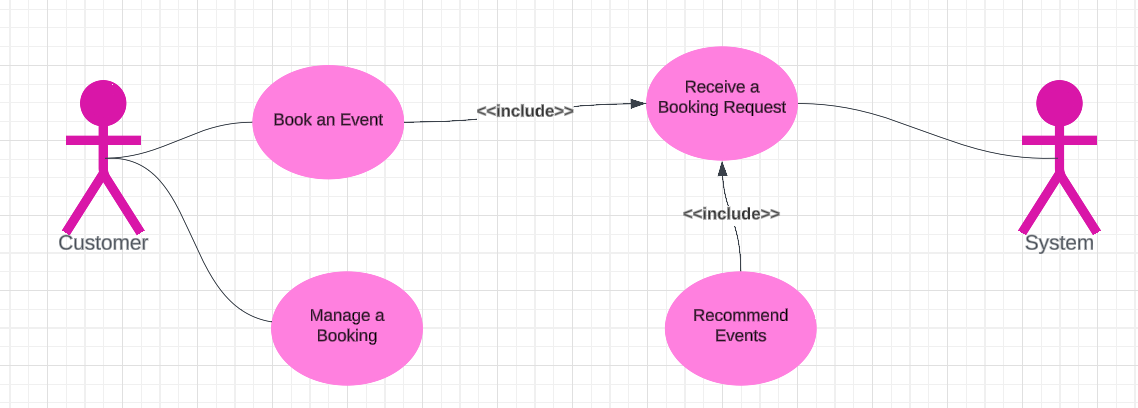 Book an Event
<<include>>
Receive a
Booking Request
<<include>>
Customer
System
Manage a
Booking
Recommend
Events